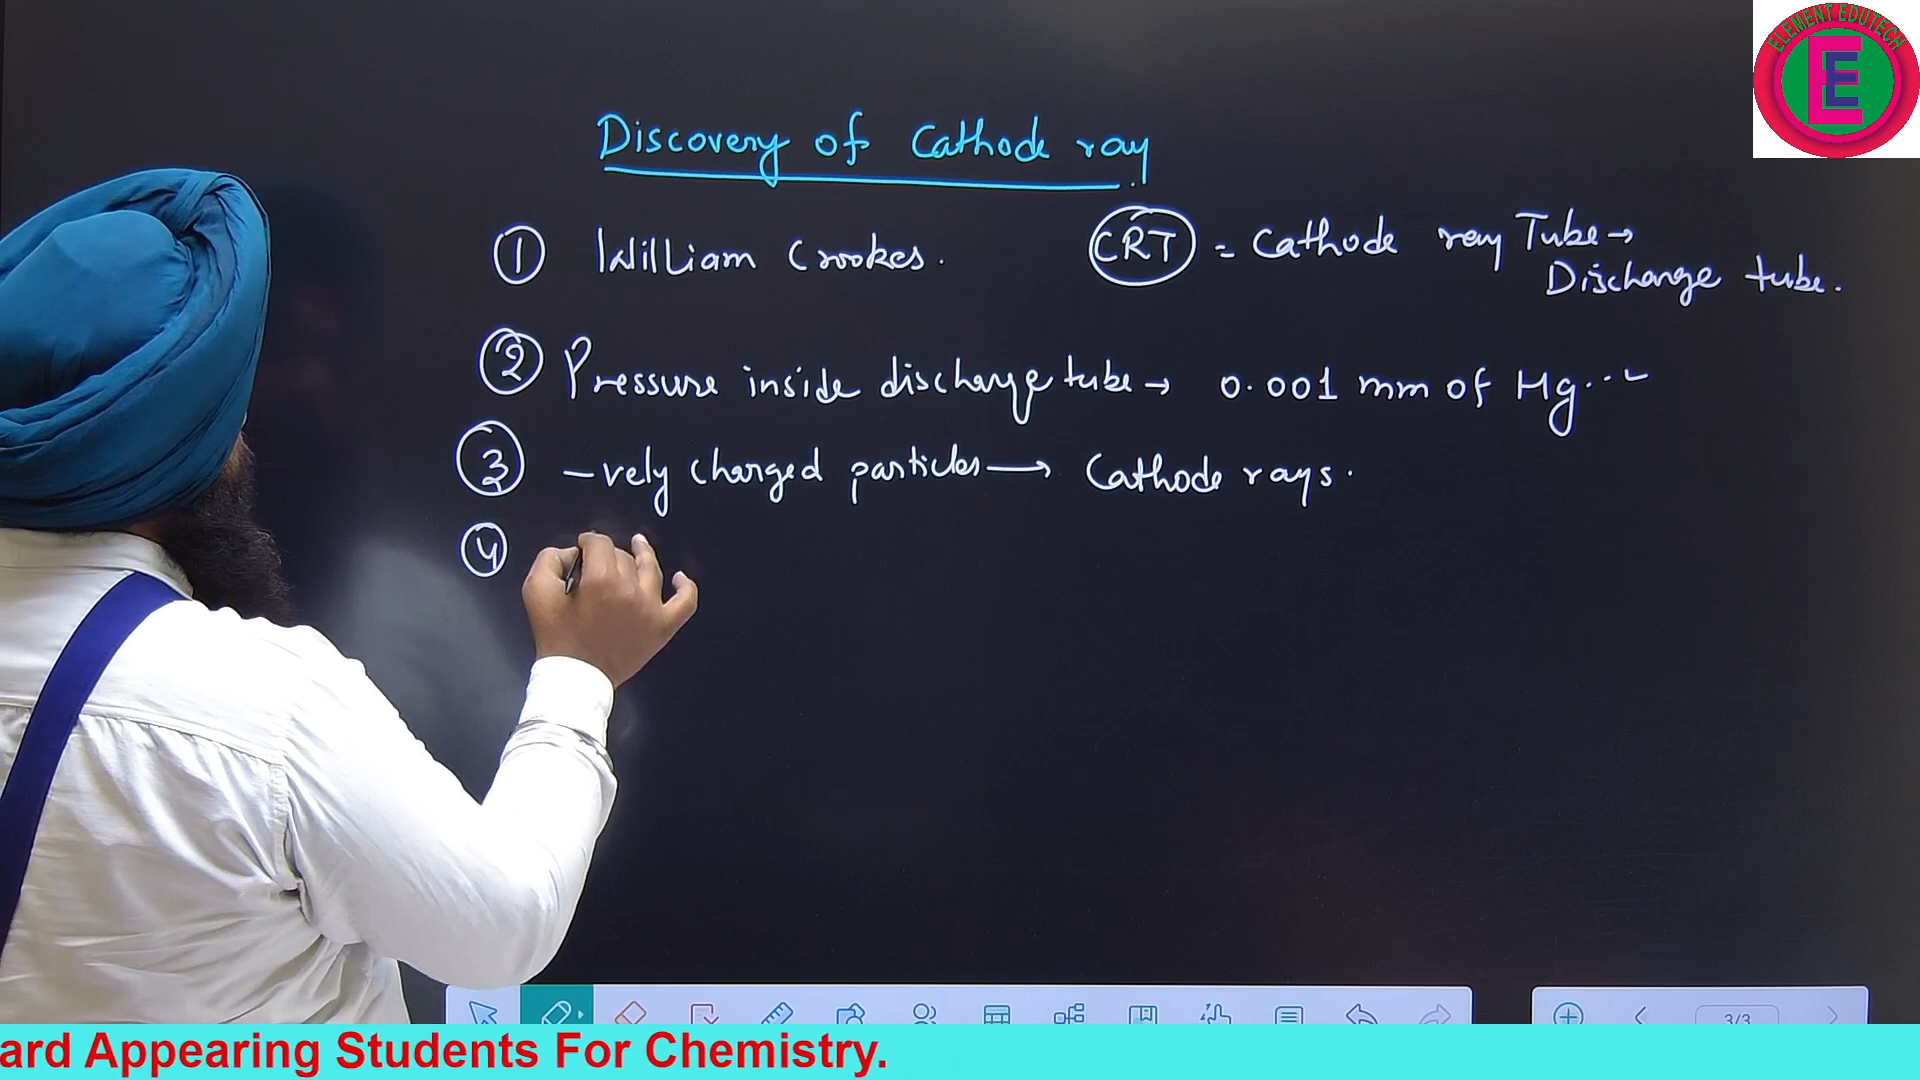 ELEMENT EDUTECH
EE
Discovery of Cathode ray
① William Crookes.
CRT = Cathode ray Tube →
Discharge tube.
② Pressure inside discharge tube → 0.001 mm of Hg...
③ -vely charged particles → Cathode rays.
④
3/3
ard Appearing Students For Chemistry.